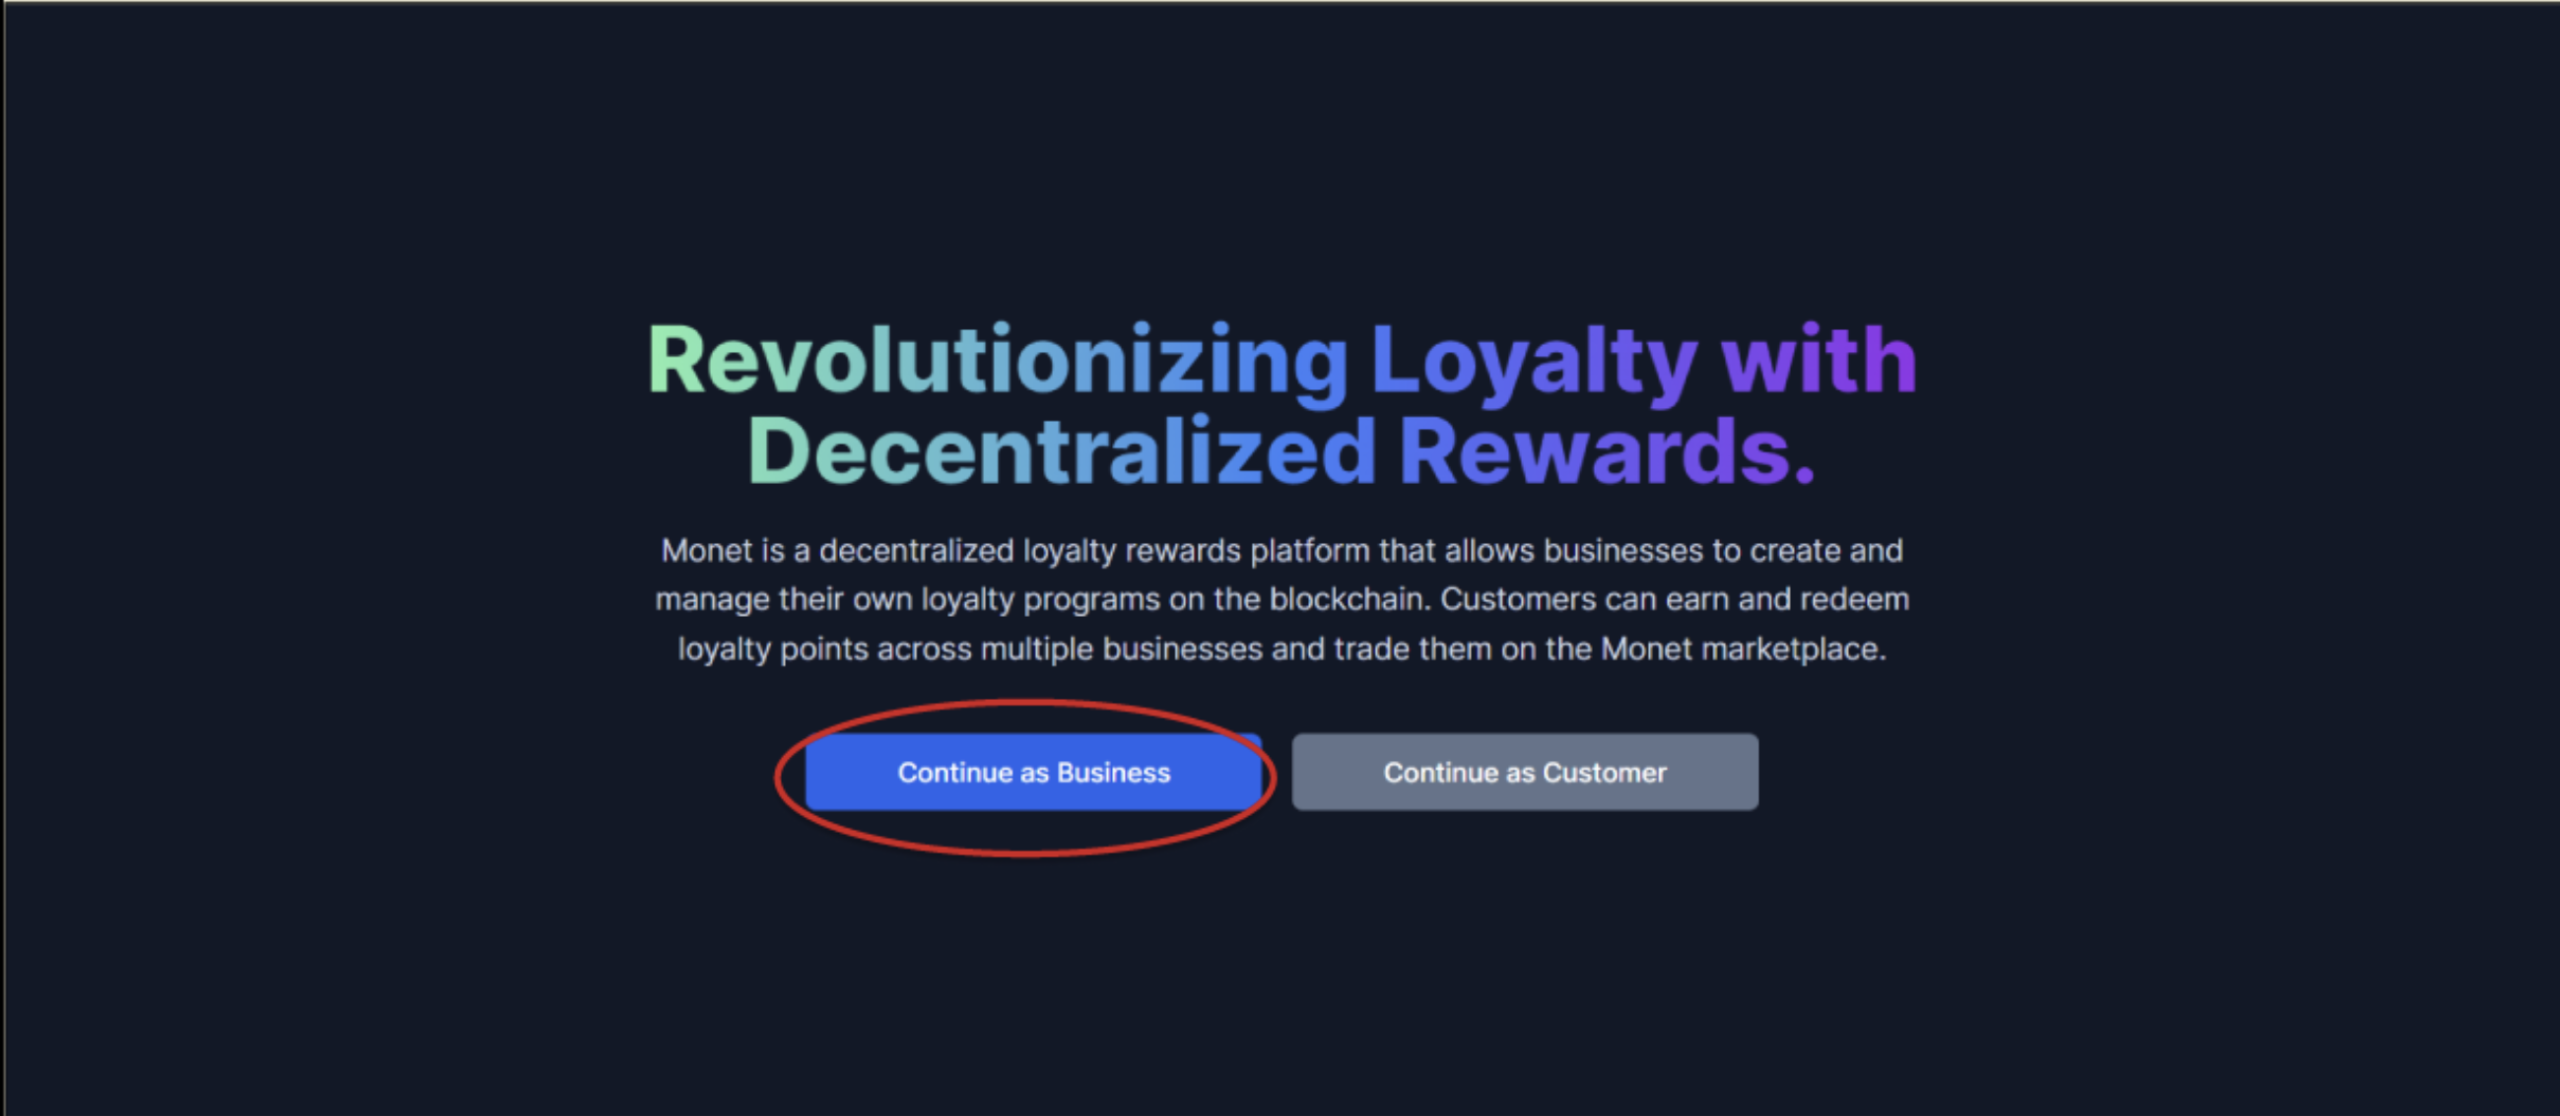 Revolutionizing Loyalty with
Decentralized Rewards.
Monet is a decentralized loyalty rewards platform that allows businesses to create and
manage their own loyalty programs on the blockchain. Customers can earn and redeem
loyalty points across multiple businesses and trade them on the Monet marketplace.
Continue as Business
Continue as Customer